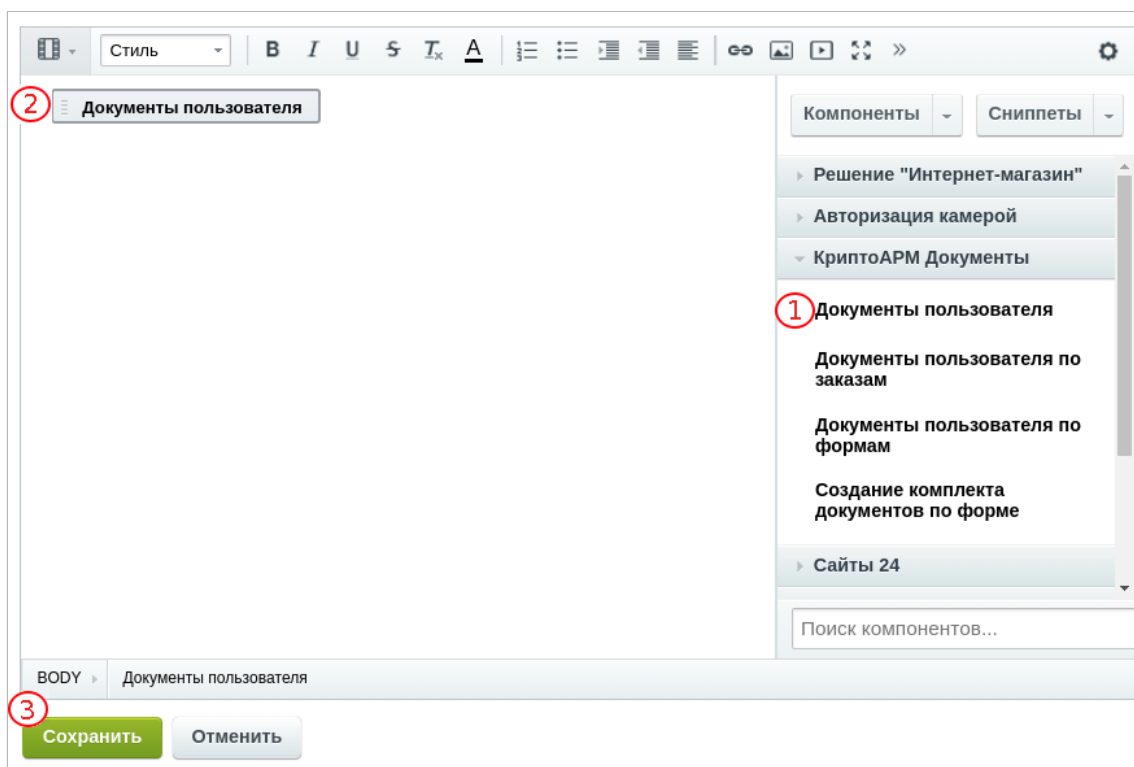 Стиль B I U S Tx A »
2 Документы пользователя
Компоненты Сниппеты
Решение "Интернет-магазин"
Авторизация камерой
КриптоАРМ Документы
1 Документы пользователя
Документы пользователя по
заказам
Документы пользователя по
формам
Создание комплекта
документов по форме
Сайты 24
Поиск компонентов...
BODY Документы пользователя
3
Сохранить Отменить